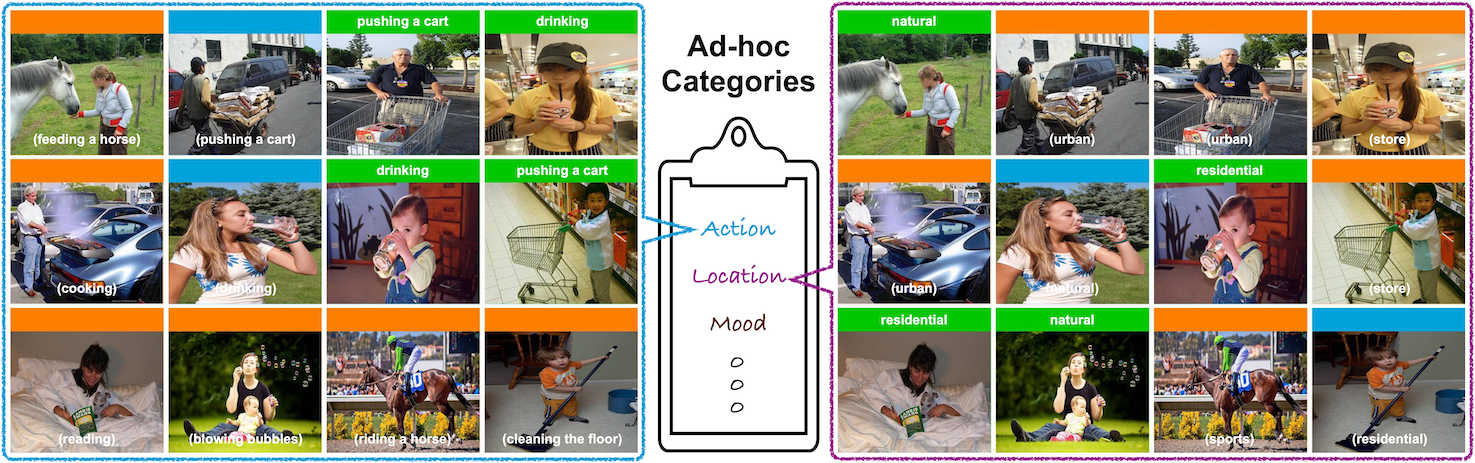 pushing a cart
drinking
(feeding a horse)
(pushing a cart)
drinking
pushing a cart
(cooking)
(drinking)
(reading)
(blowing bubbles)
(riding a horse)
(cleaning the floor)
Ad-hoc
Categories
Action
Location
Mood
natural
(urban)
(urban)
(store)
residential
(urban)
(natural)
(store)
residential
natural
(sports)
(residential)